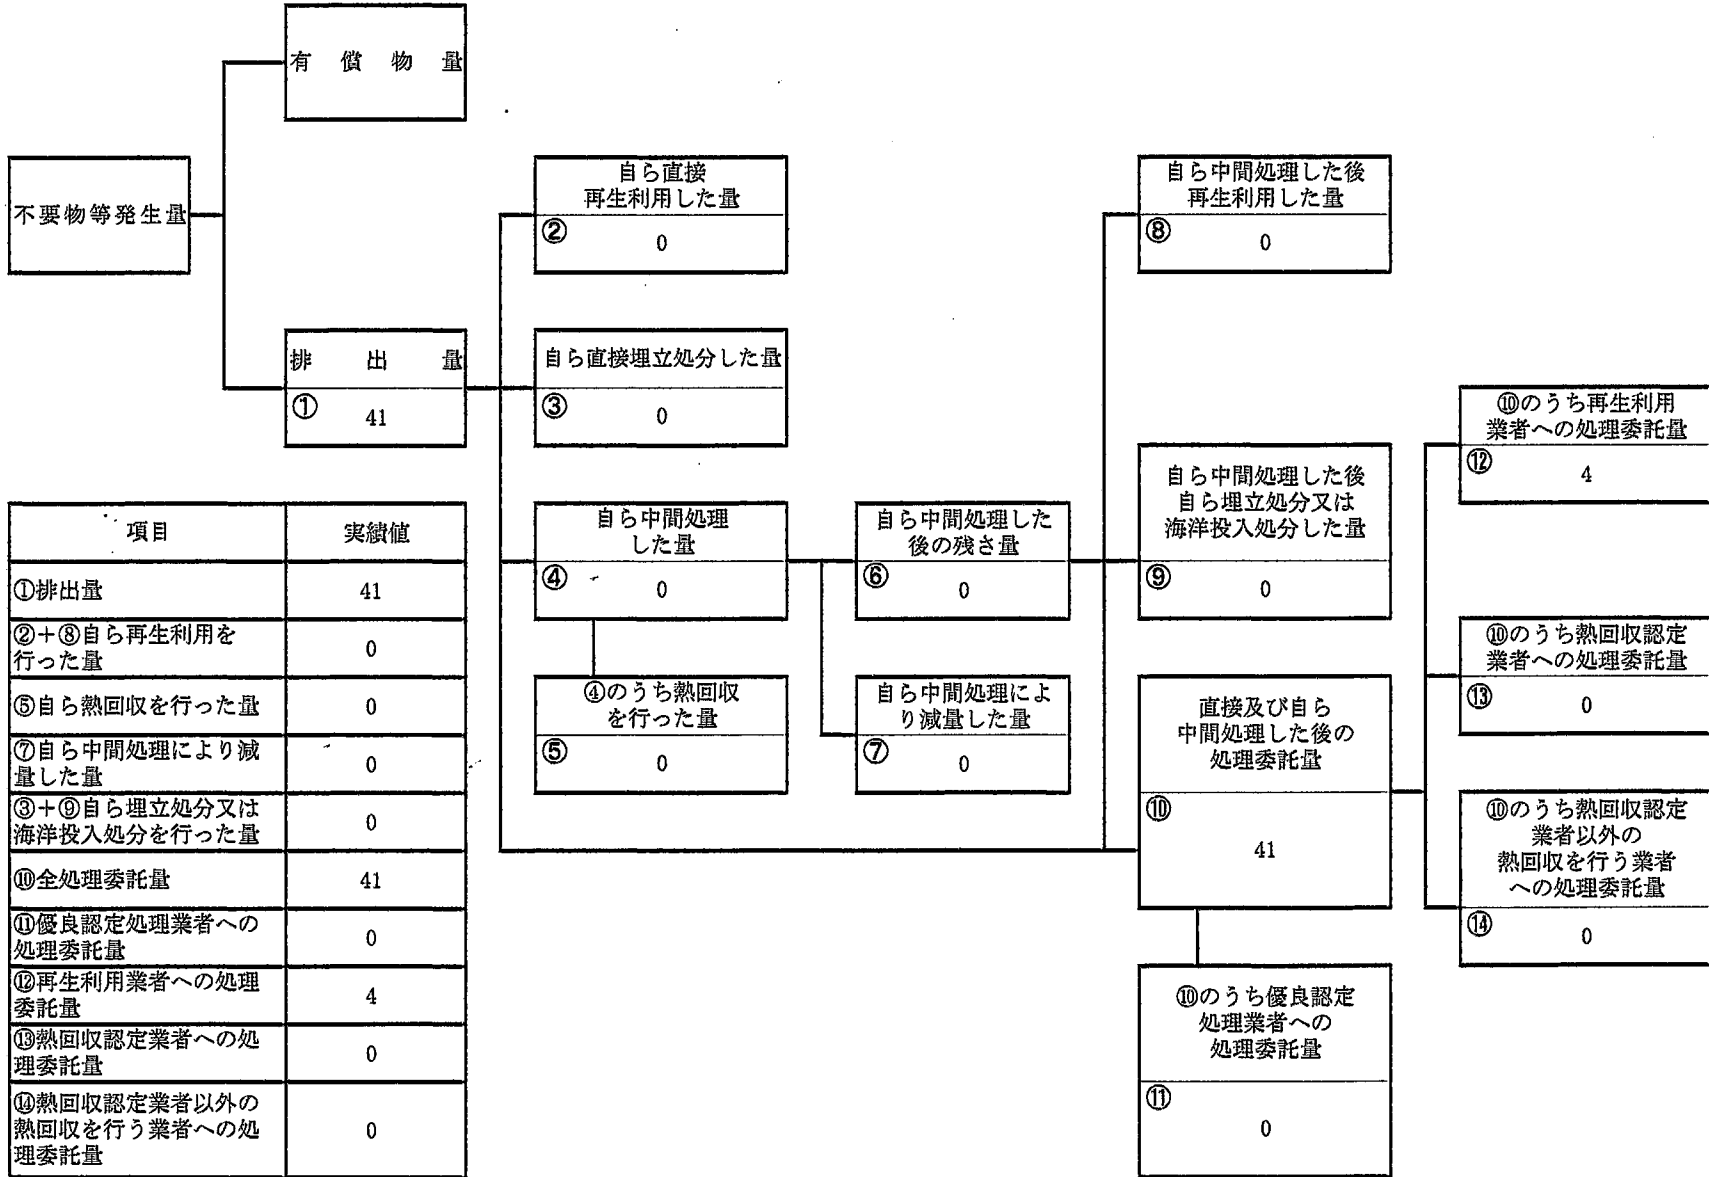 有償物量
不要物等発生量
自ら直接
再生利用した量
② 0
自ら中間処理した後
再生利用した量
⑧ 0
排出量
① 41
自ら直接埋立処分した量
③ 0
自ら中間処理
した量
④ 0
自ら中間処理した
後の残さ量
⑥ 0
自ら中間処理した後
自ら埋立処分又は
海洋投入処分した量
⑨ 0
⑩のうち再生利用
業者への処理委託量
⑫ 4
④のうち熱回収
を行った量
⑤ 0
自ら中間処理によ
り減量した量
⑦ 0
直接及び自ら
中間処理した後の
処理委託量
⑩
41
⑩のうち熱回収認定
業者への処理委託量
⑬ 0
⑩のうち熱回収認定
業者以外の
熱回収を行う業者
への処理委託量
⑭ 0
⑩のうち優良認定
処理業者への
処理委託量
⑪
0
項目 実績値
①排出量 41
②+⑧自ら再生利用を
行った量 0
⑤自ら熱回収を行った量 0
⑦自ら中間処理により減
量した量 0
③+⑨自ら埋立処分又は
海洋投入処分を行った量 0
⑩全処理委託量 41
⑪優良認定処理業者への
処理委託量 0
⑫再生利用業者への処理
委託量 4
⑬熱回収認定業者への処
理委託量 0
⑭熱回収認定業者以外の
熱回収を行う業者への処
理委託量 0